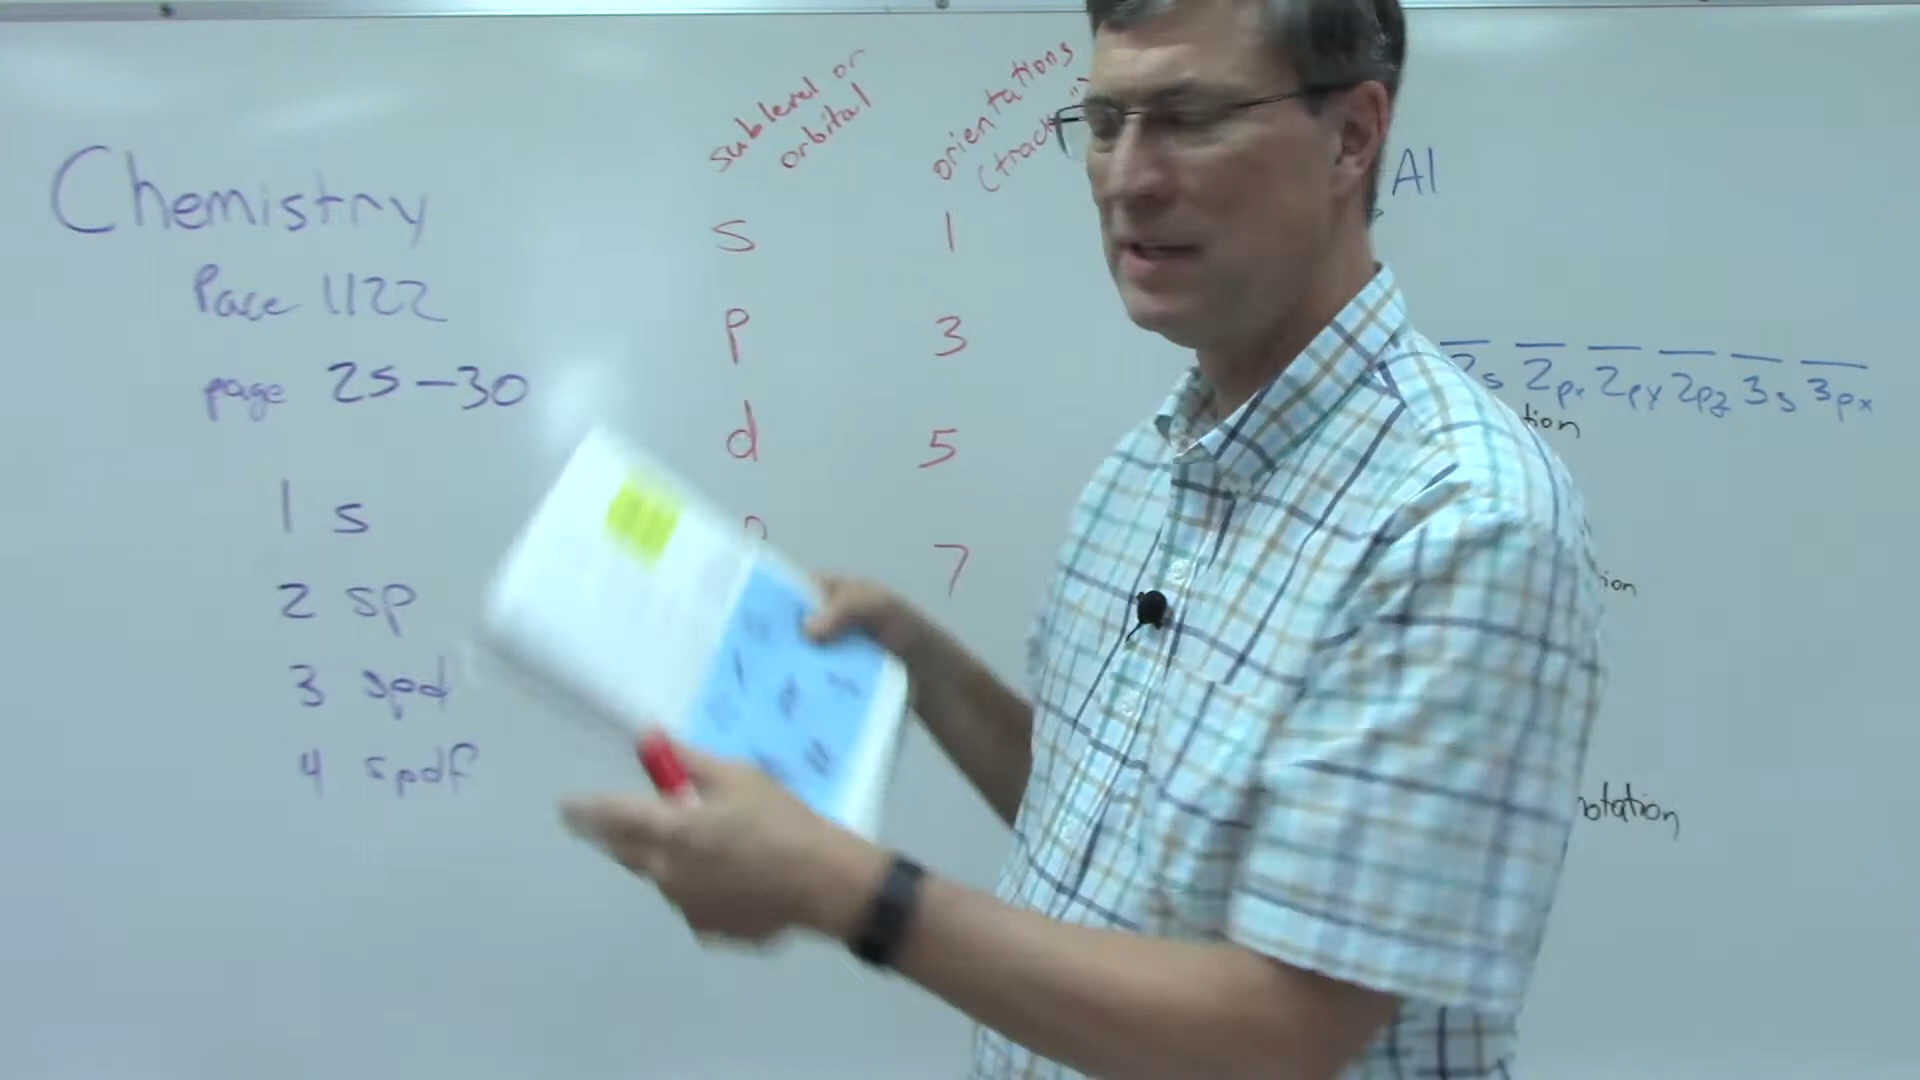 Chemistry
Pace 1122
page 25-30
1 s
2 sp
3 spd
4 spdf
sublevel or
orbital
orientations
s 1
p 3
d 5
7
Al
2s 2px 2py 2pz 3s 3px
tion
ion
otation